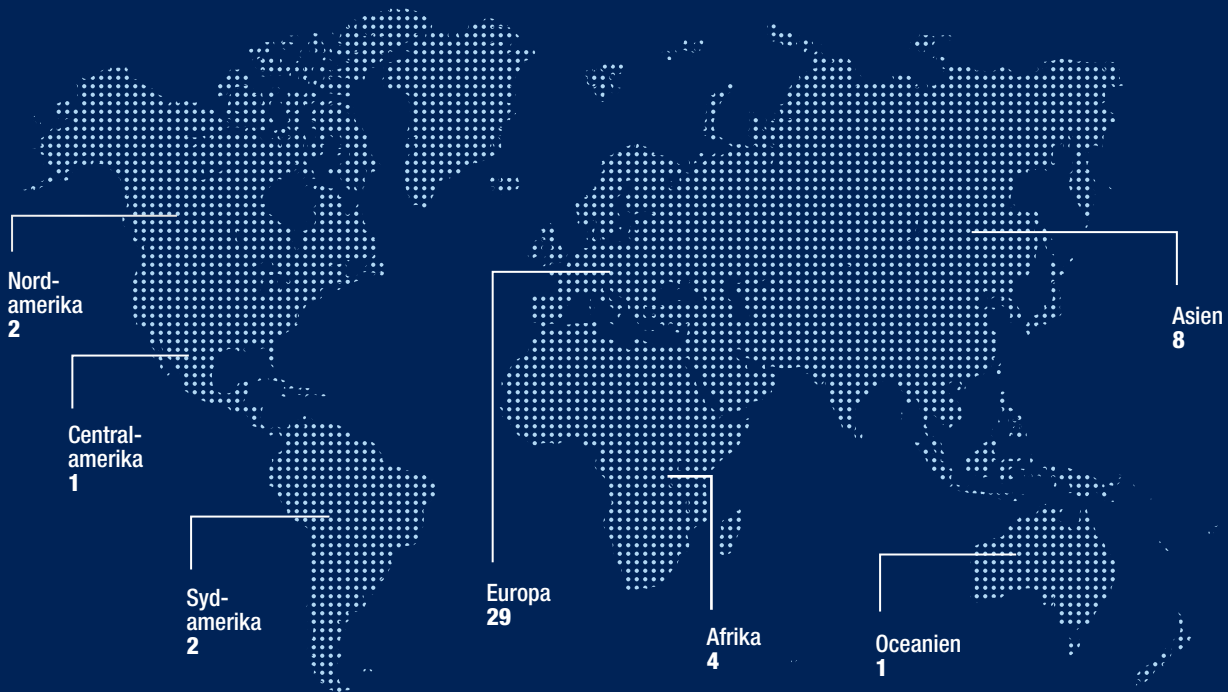 Nord-
amerika
2
Asien
8
Central-
amerika
1
Syd-
amerika
2
Europa
29
Afrika
4
Oceanien
1